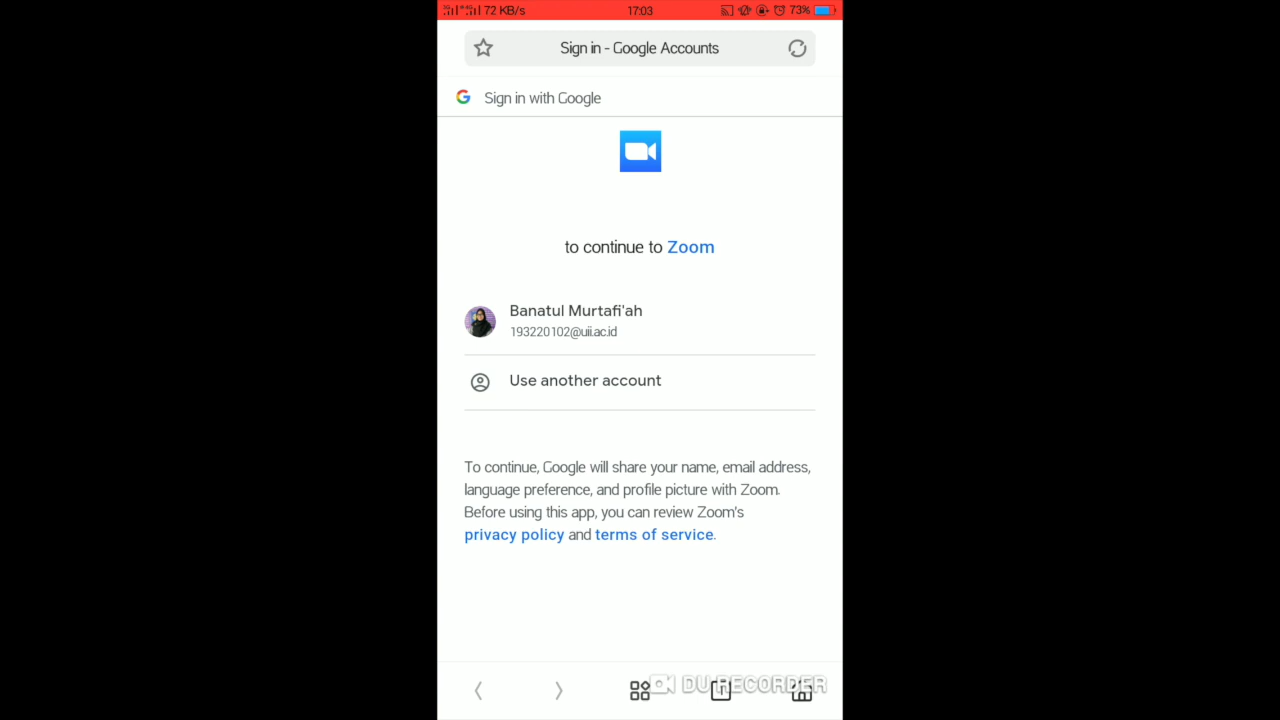 72 KB/s 17:03 73%
Sign in - Google Accounts
Sign in with Google
to continue to Zoom
Banatul Murtafi'ah
193220102@uii.ac.id
Use another account
To continue, Google will share your name, email address,
language preference, and profile picture with Zoom.
Before using this app, you can review Zoom's
privacy policy and terms of service.
1
DU RECORDER